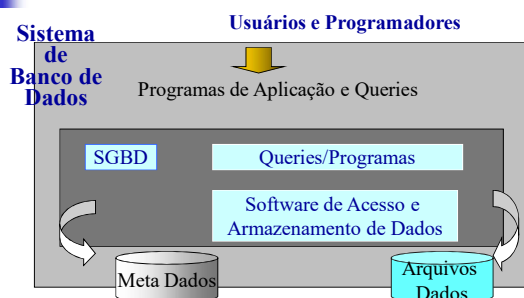 Usuários e Programadores
Sistema
de
Banco de
Dados
Programas de Aplicação e Queries
SGBD
Queries/Programas
Software de Acesso e
Armazenamento de Dados
Meta Dados
Arquivos
Dados